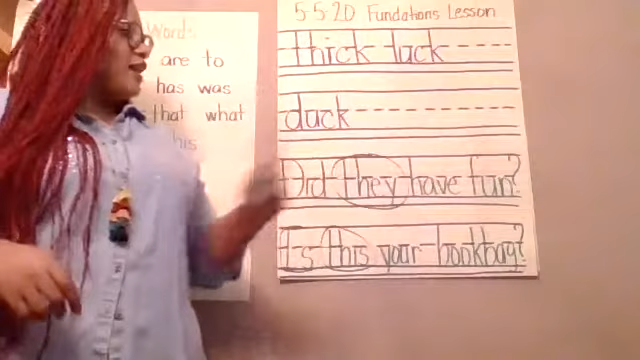 Words
are to
has was
that what
his
5-5-20 Fundations Lesson
thick tuck
duck
Did they have fun?
Is this your bookbag?